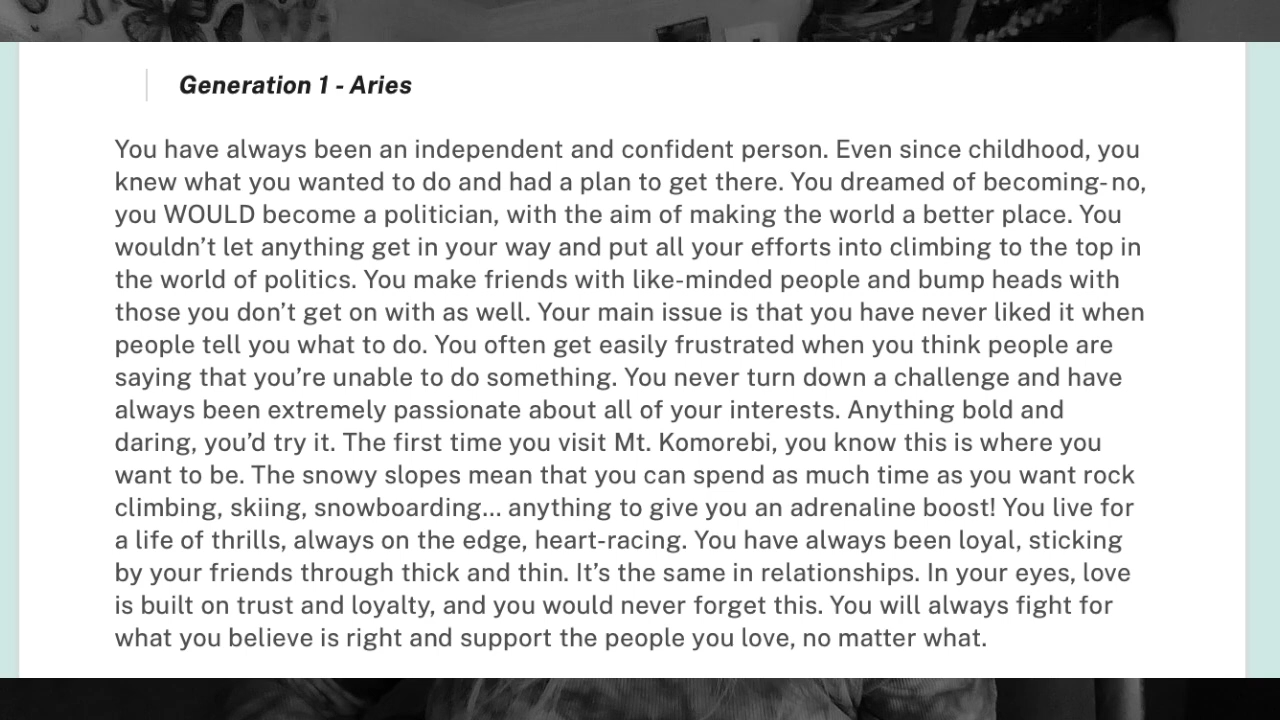 Generation 1 - Aries
You have always been an independent and confident person. Even since childhood, you
knew what you wanted to do and had a plan to get there. You dreamed of becoming- no,
you WOULD become a politician, with the aim of making the world a better place. You
wouldn’t let anything get in your way and put all your efforts into climbing to the top in
the world of politics. You make friends with like-minded people and bump heads with
those you don’t get on with as well. Your main issue is that you have never liked it when
people tell you what to do. You often get easily frustrated when you think people are
saying that you’re unable to do something. You never turn down a challenge and have
always been extremely passionate about all of your interests. Anything bold and
daring, you’d try it. The first time you visit Mt. Komorebi, you know this is where you
want to be. The snowy slopes mean that you can spend as much time as you want rock
climbing, skiing, snowboarding… anything to give you an adrenaline boost! You live for
a life of thrills, always on the edge, heart-racing. You have always been loyal, sticking
by your friends through thick and thin. It’s the same in relationships. In your eyes, love
is built on trust and loyalty, and you would never forget this. You will always fight for
what you believe is right and support the people you love, no matter what.